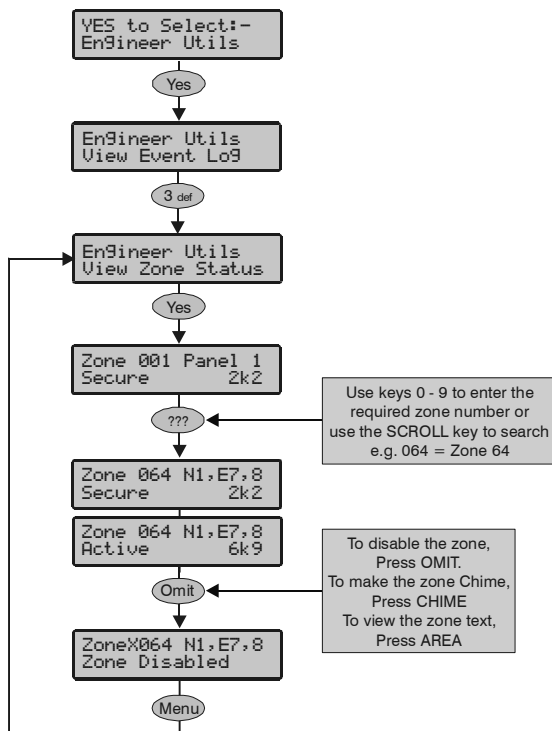 YES to Select:-
Engineer Utils
Yes
Engineer Utils
View Event Log
3 def
Engineer Utils
View Zone Status
Yes
Zone 001 Panel 1
Secure 2k2
???
Use keys 0 - 9 to enter the
required zone number or
use the SCROLL key to search
e.g. 064 = Zone 64
Zone 064 N1,E7,8
Secure 2k2
Zone 064 N1,E7,8
Active 6k9
Omit
To disable the zone,
Press OMIT.
To make the zone Chime,
Press CHIME
To view the zone text,
Press AREA
ZoneX064 N1,E7,8
Zone Disabled
Menu